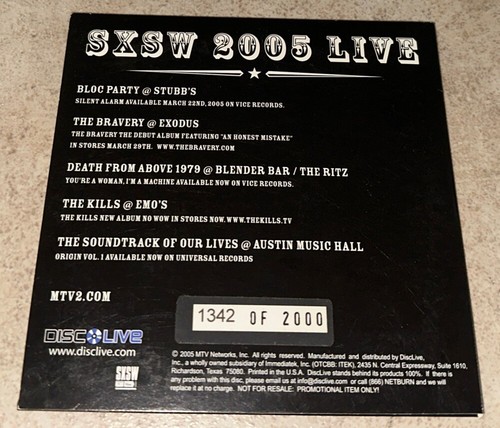 SXSW 2005 LIVE
BLOC PARTY @ STUBB'S
SILENT ALARM AVAILABLE MARCH 22ND, 2005 ON VICE RECORDS.
THE BRAVERY @ EXODUS
THE BRAVERY THE DEBUT ALBUM FEATURING "AN HONEST MISTAKE"
IN STORES MARCH 29TH. WWW.THEBRAVERY.COM
DEATH FROM ABOVE 1979 @ BLENDER BAR / THE RITZ
YOU'RE A WOMAN, I'M A MACHINE AVAILABLE NOW ON VICE RECORDS.
THE KILLS @ EMO'S
THE KILLS NEW ALBUM NO WOW IN STORES NOW. WWW.THEKILLS.TV
THE SOUNDTRACK OF OUR LIVES @ AUSTIN MUSIC HALL
ORIGIN VOL. 1 AVAILABLE NOW ON UNIVERSAL RECORDS
MTV2.COM
1342 OF 2000
DISCLIVE
www.disclive.com
SXSW
© 2005 MTV Networks, Inc. All rights reserved. Manufactured and distributed by DiscLive,
Inc., a wholly owned subsidiary of Immediatek, Inc. (OTCBB: ITEK), 2435 N. Central Expressway, Suite 1610,
Richardson, Texas 75080. Printed in the U.S.A. DiscLive stands behind its products 100%. If there is
any problem with this disc, please email us at info@disclive.com or call (866) NETBURN and we will
replace it at no charge. NOT FOR RESALE: PROMOTIONAL ITEM ONLY!